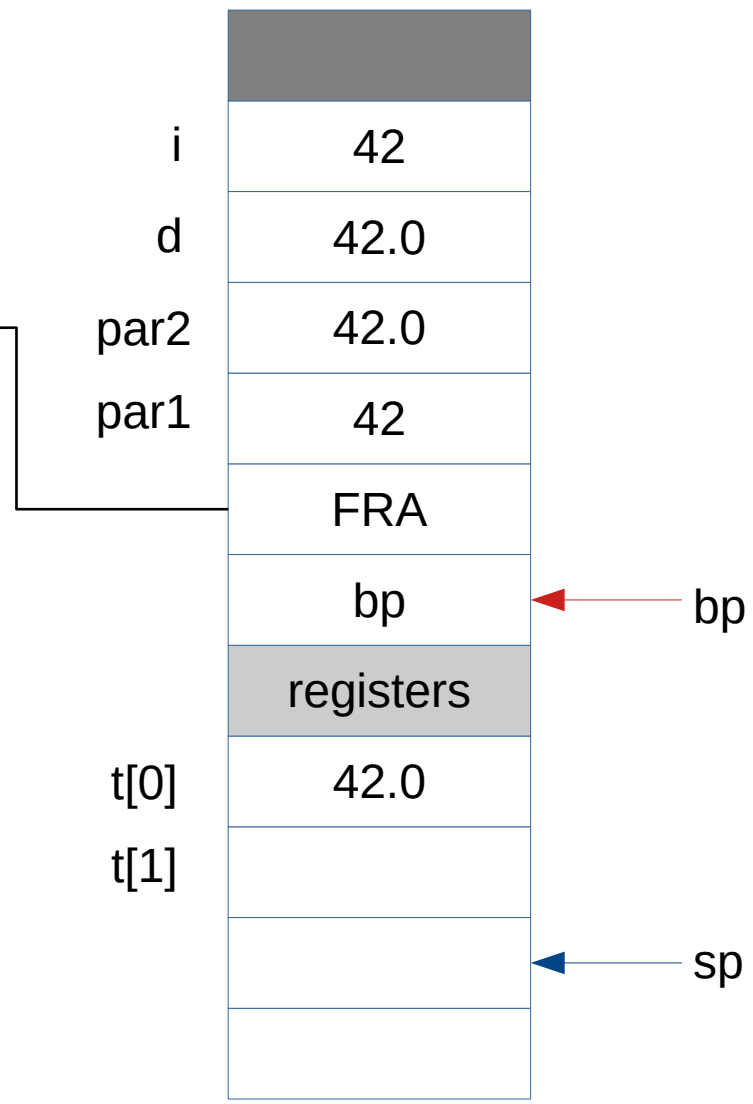 i 42
d 42.0
par2 42.0
par1 42
FRA
bp bp
registers
t[0] 42.0
t[1]
sp